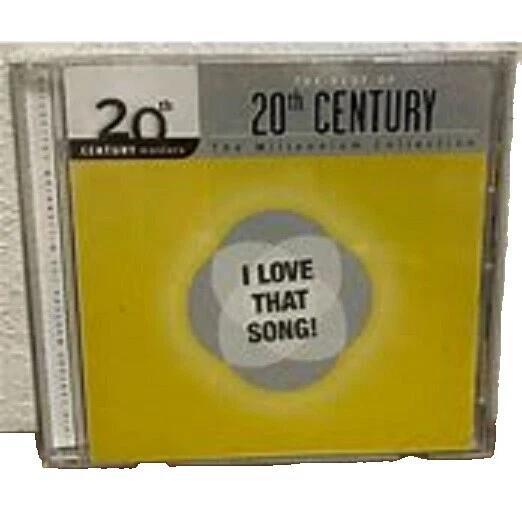 THE BEST OF
20th CENTURY
The Millennium Collection
20th
CENTURY masters
I LOVE
THAT
SONG!